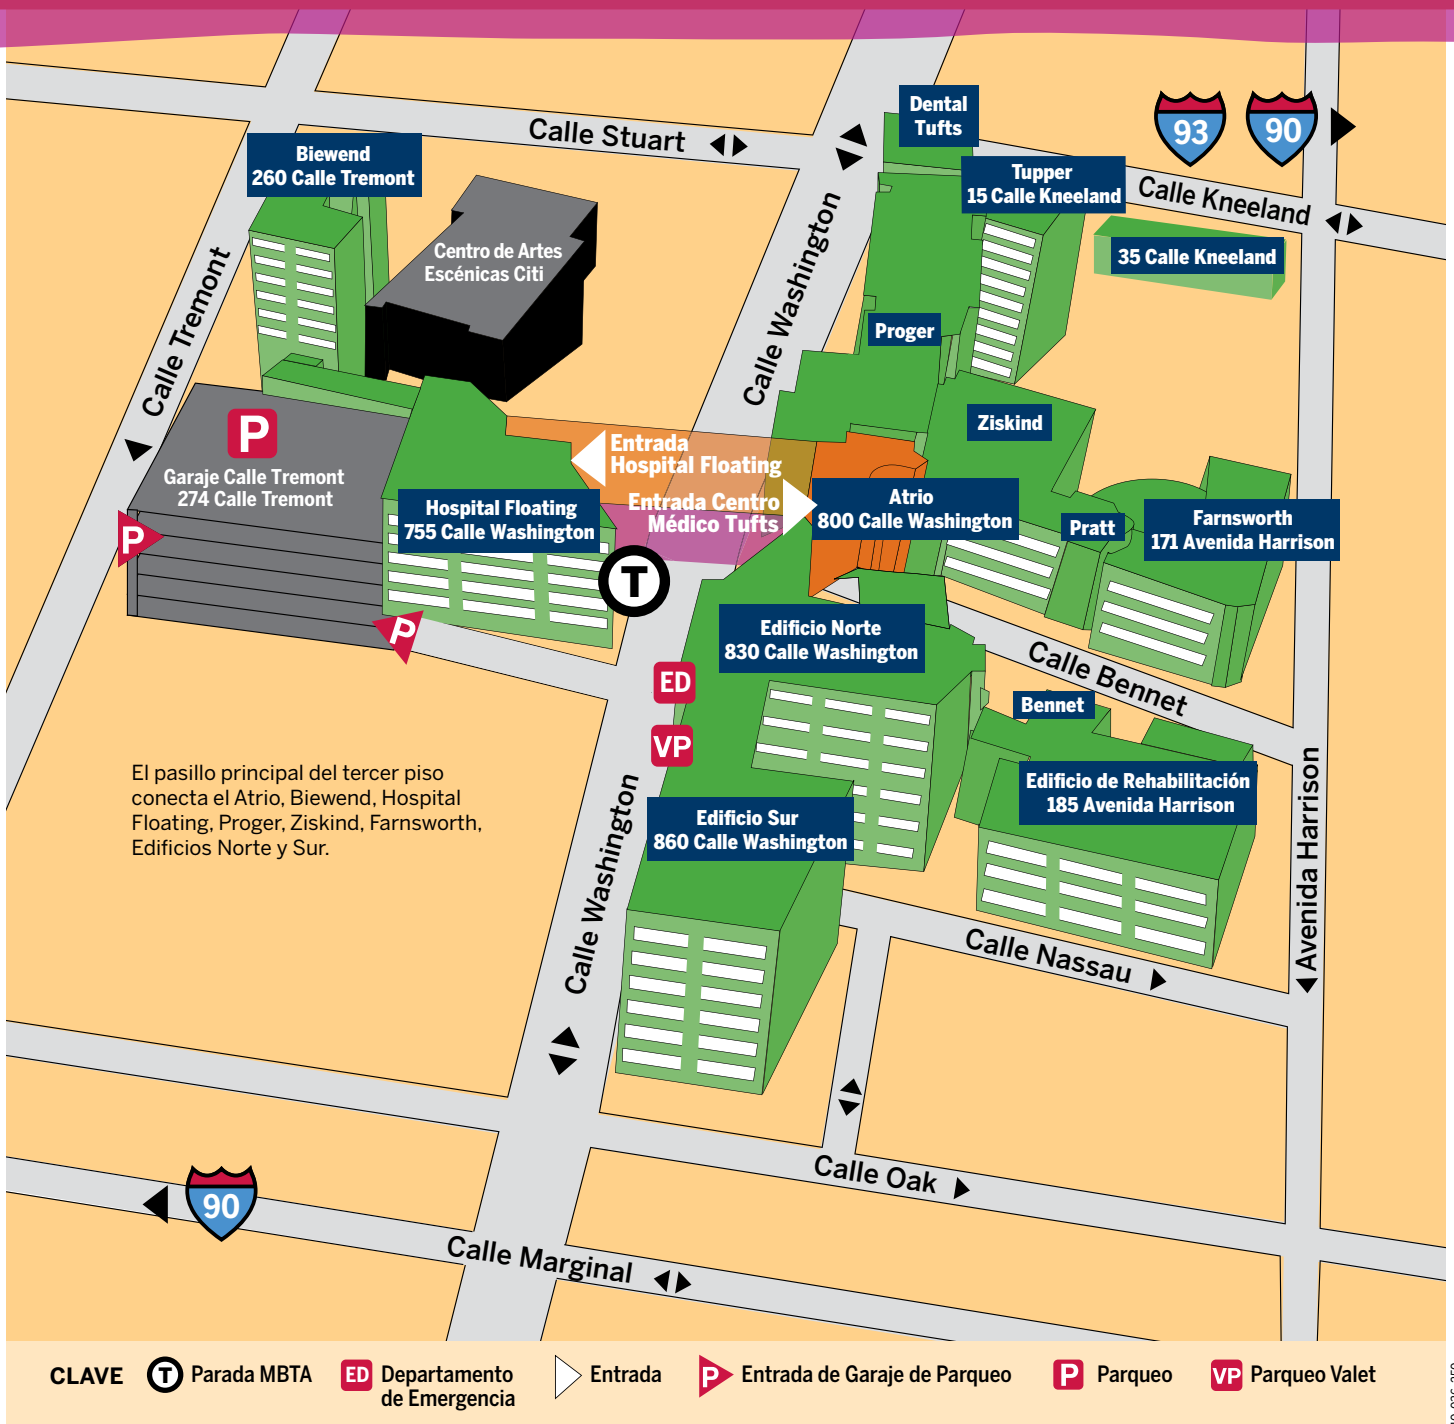 Dental
Tufts
93
90
Calle Stuart
Biewend
260 Calle Tremont
Tupper
15 Calle Kneeland
Calle Kneeland
35 Calle Kneeland
Centro de Artes
Escénicas Citi
Calle Tremont
Calle Washington
Proger
Ziskind
P
Garaje Calle Tremont
274 Calle Tremont
Entrada
Hospital Floating
Entrada Centro
Médico Tufts
Hospital Floating
755 Calle Washington
Atrio
800 Calle Washington
Pratt
Farnsworth
171 Avenida Harrison
P
T
P
Edificio Norte
830 Calle Washington
Calle Bennet
ED
VP
Bennet
Edificio de Rehabilitación
185 Avenida Harrison
El pasillo principal del tercer piso
conecta el Atrio, Biewend, Hospital
Floating, Proger, Ziskind, Farnsworth,
Edificios Norte y Sur.
Edificio Sur
860 Calle Washington
Calle Washington
Avenida Harrison
Calle Nassau
Calle Oak
90
Calle Marginal
CLAVE
T Parada MBTA
ED Departamento
de Emergencia
Entrada
P Entrada de Garaje de Parqueo
P Parqueo
VP Parqueo Valet